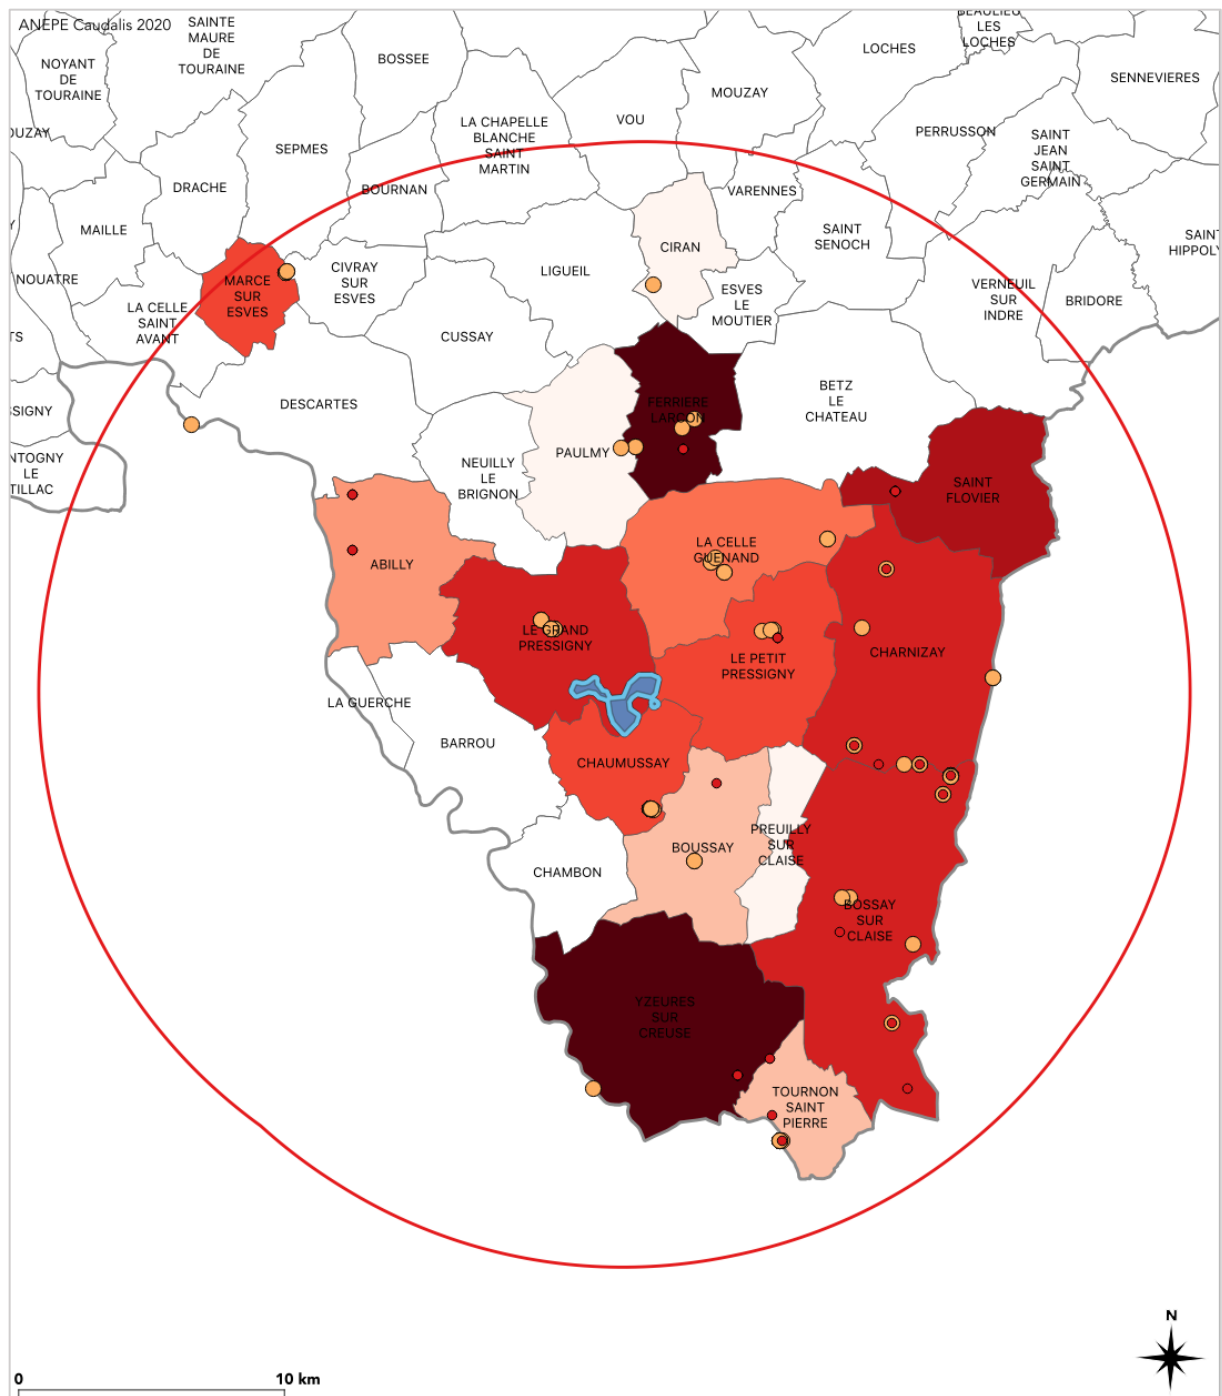 ANEPE Caudalis 2020
SAINTE
MAURE
DE
TOURAINE
NOYANT
DE
TOURAINE
BOSSEE
LOCHES
BEAULIEU
LES
LOCHES
SENNEVIERES
MOUZAY
VOU
LA CHAPELLE
BLANCHE
SAINT
MARTIN
OUZAY
SEPMES
PERRUSSON
SAINT
JEAN
SAINT
GERMAIN
DRACHE
BOURNAN
VARENNES
MAILLE
CIRAN
SAINT
SENOCH
SAINT
HIPPOLY
NOUATRE
MARCE
SUR
ESVES
CIVRAY
SUR
ESVES
LIGUEIL
ESVES
LE
MOUTIER
VERNEUIL
SUR
INDRE
BRIDORE
LA CELLE
SAINT
AVANT
TS
CUSSAY
DESCARTES
FERRIERE
LARCON
BETZ
LE
CHATEAU
SIGNY
PAULMY
NEUILLY
LE
BRIGNON
NTOGNY
LE
TILLAC
SAINT
FLOVIER
LA CELLE
GUENAND
ABILLY
LE GRAND
PRESSIGNY
CHARNIZAY
LE PETIT
PRESSIGNY
LA GUERCHE
BARROU
CHAUMUSSAY
PREUILLY
SUR
CLAISE
BOUSSAY
CHAMBON
BOSSAY
SUR
CLAISE
YZEURES
SUR
CREUSE
TOURNON
SAINT
PIERRE
N
0 10 km